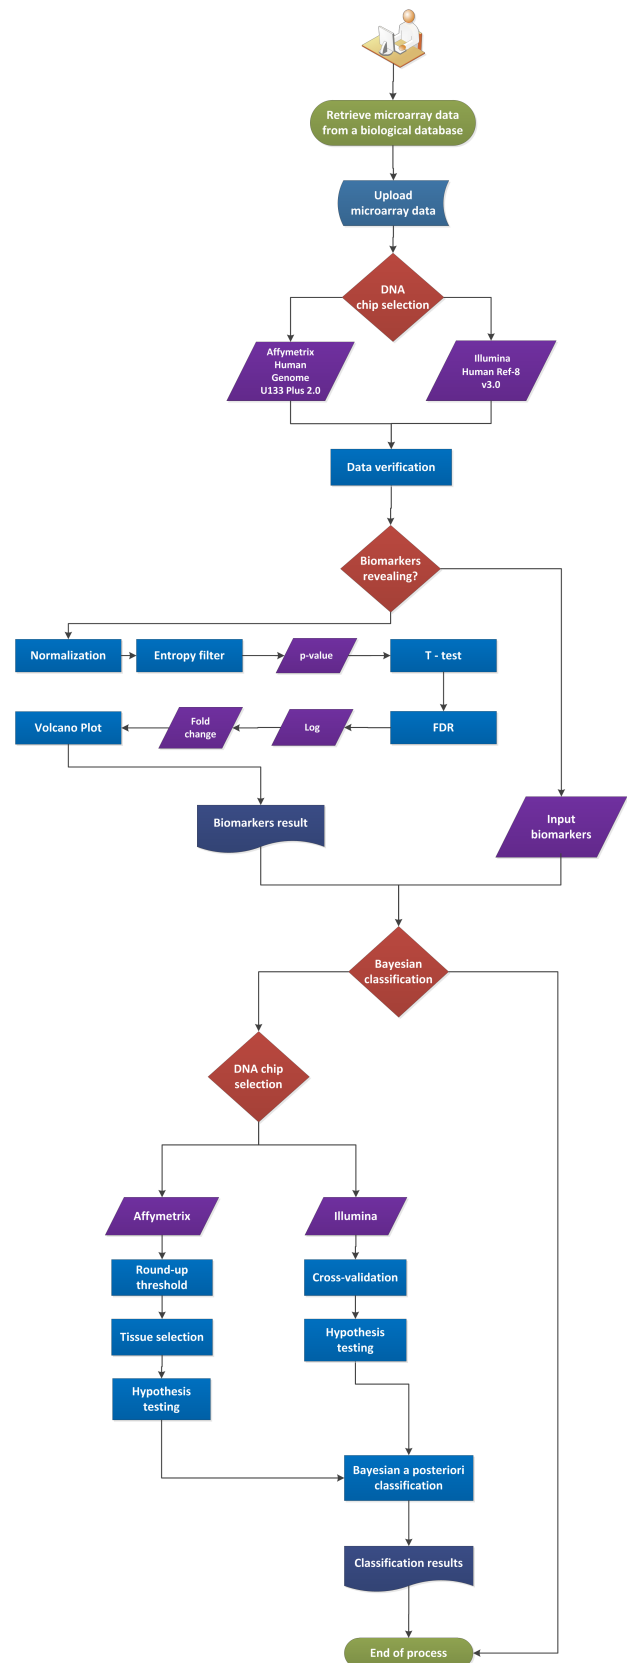 Retrieve microarray data
from a biological database
Upload
microarray data
DNA
chip selection
Affymetrix
Human
Genome
U133 Plus 2.0
Illumina
Human Ref-8
v3.0
Data verification
Biomarkers
revealing?
Normalization
Entropy filter
p-value
T - test
Volcano Plot
Fold
change
Log
FDR
Biomarkers result
Input
biomarkers
Bayesian
classification
DNA chip
selection
Affymetrix
Illumina
Round-up
threshold
Cross-validation
Tissue selection
Hypothesis
testing
Hypothesis
testing
Bayesian a posteriori
classification
Classification results
End of process